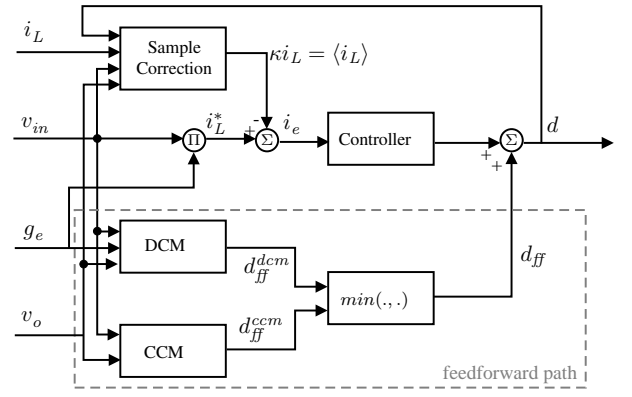 i_L
Sample
Correction
κi_L = ⟨i_L⟩
v_in
Π
i_L^*
-
+
Σ
i_e
Controller
+
+
Σ
d
g_e
DCM
d_ff^dcm
d_ff
min(., .)
v_o
CCM
d_ff^ccm
feedforward path